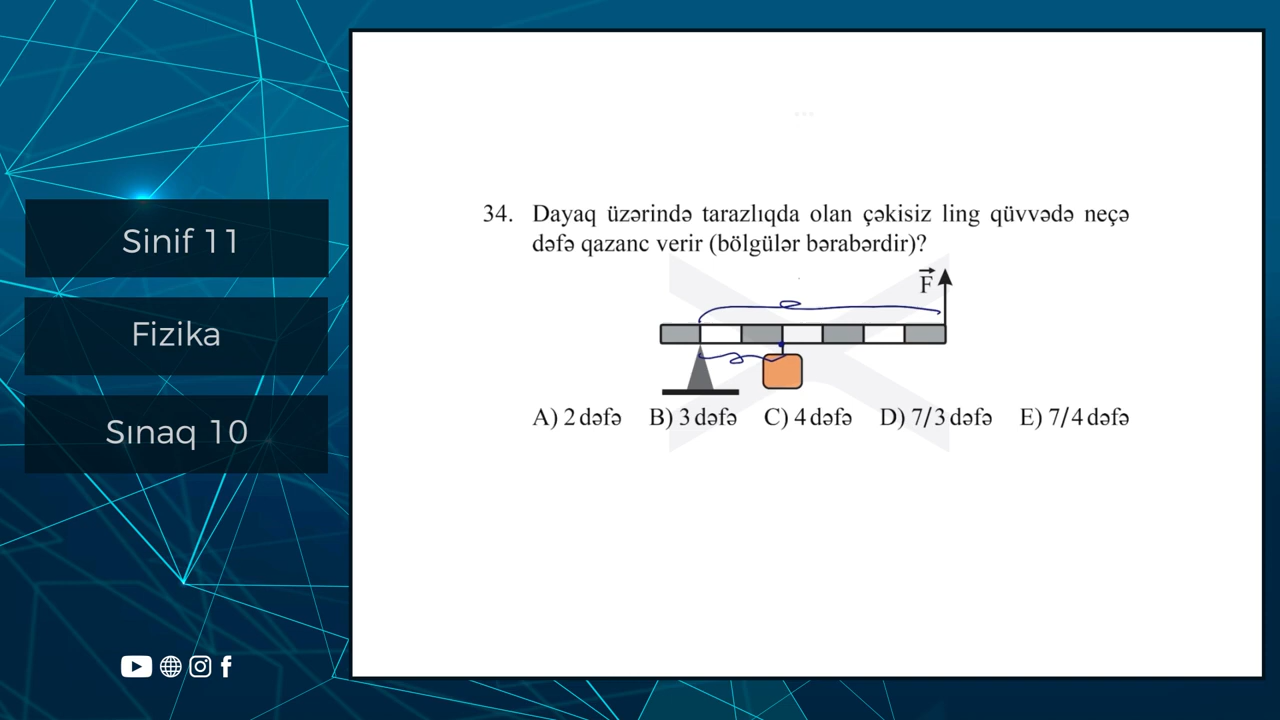 Sinif 11
Fizika
Sınaq 10
34. Dayaq üzərində tarazlıqda olan çəkisiz ling qüvvədə neçə
dəfə qazanc verir (bölgülər bərabərdir)?
F
A) 2 dəfə B) 3 dəfə C) 4 dəfə D) 7/3 dəfə E) 7/4 dəfə